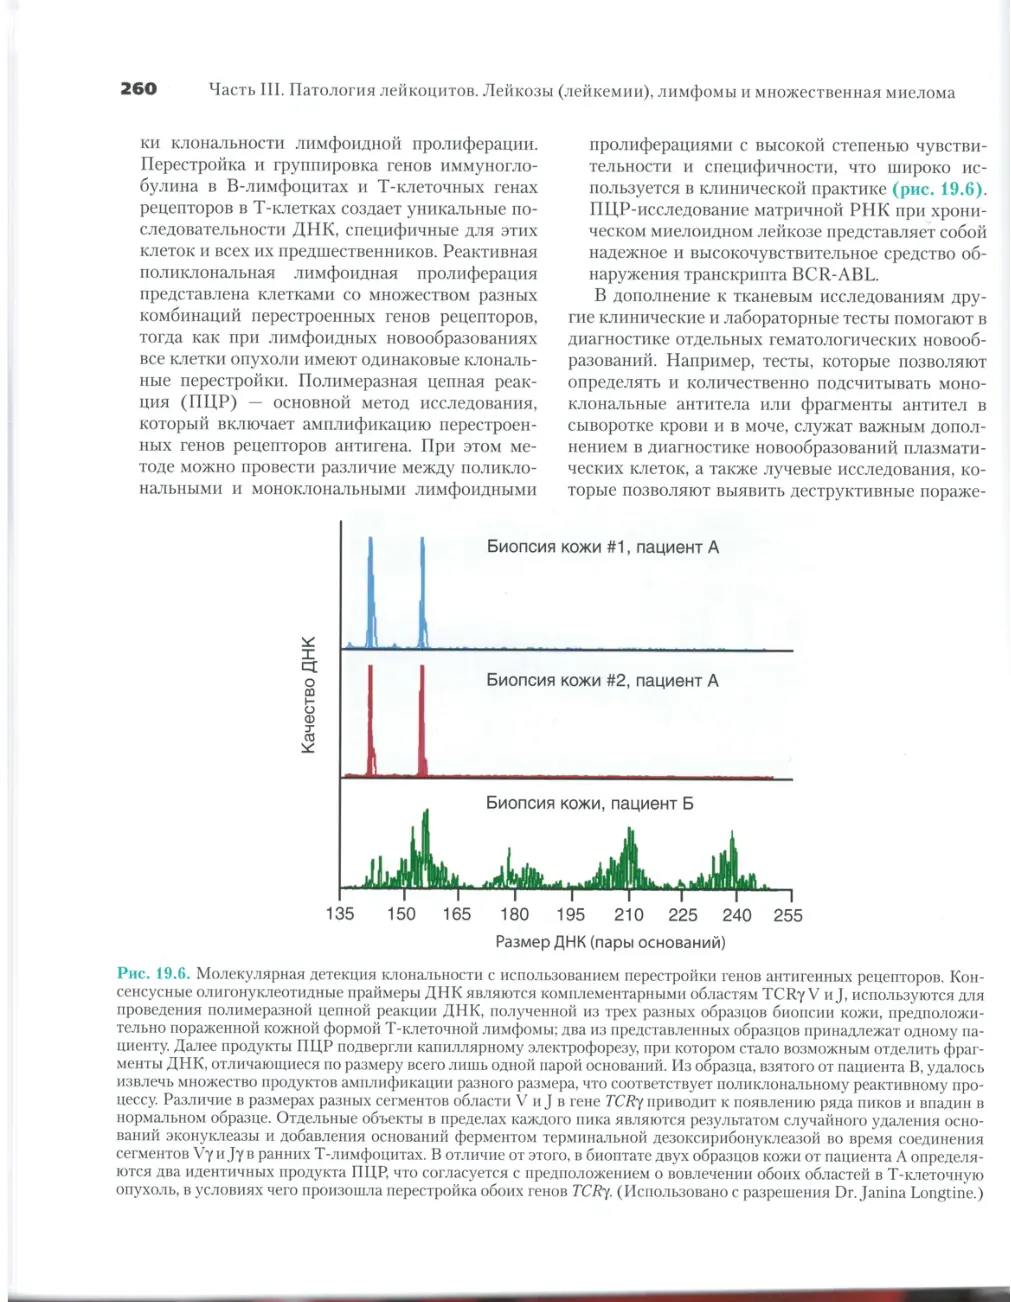 260 Часть III. Патология лейкоцитов. Лейкозы (лейкемии), лимфомы и множественная миелома
ки клональности лимфоидной пролиферации.
Перестройка и группировка генов иммуногло-
булина в В-лимфоцитах и Т-клеточных генах
рецепторов в Т-клетках создает уникальные по-
следовательности ДНК, специфичные для этих
клеток и всех их предшественников. Реактивная
поликлональная лимфоидная пролиферация
представлена клетками со множеством разных
комбинаций перестроенных генов рецепторов,
тогда как при лимфоидных новообразованиях
все клетки опухоли имеют одинаковые клональ-
ные перестройки. Полимеразная цепная реак-
ция (ПЦР) — основной метод исследования,
который включает амплификацию перестроен-
ных генов рецепторов антигена. При этом ме-
тоде можно провести различие между поликло-
нальными и моноклональными лимфоидными
пролиферациями с высокой степенью чувстви-
тельности и специфичности, что широко ис-
пользуется в клинической практике (рис. 19.6).
ПЦР-исследование матричной РНК при хрони-
ческом миелоидном лейкозе представляет собой
надежное и высокочувствительное средство об-
наружения транскрипта BCR-ABL.
В дополнение к тканевым исследованиям дру-
гие клинические и лабораторные тесты помогают в
диагностике отдельных гематологических новооб-
разований. Например, тесты, которые позволяют
определять и количественно подсчитывать моно-
клональные антитела или фрагменты антител в
сыворотке крови и в моче, служат важным допол-
нением в диагностике новообразований плазмати-
ческих клеток, а также лучевые исследования, ко-
торые позволяют выявить деструктивные пораже-
Биопсия кожи #1, пациент А
Биопсия кожи #2, пациент А
Качество ДНК
Биопсия кожи, пациент Б
135 150 165 180 195 210 225 240 255
Размер ДНК (пары оснований)
Рис. 19.6. Молекулярная детекция клональности с использованием перестройки генов антигенных рецепторов. Кон-
сенсусные олигонуклеотидные праймеры ДНК являются комплементарными областям TCRγ V и J, используются для
проведения полимеразной цепной реакции ДНК, полученной из трех разных образцов биопсии кожи, предположи-
тельно пораженной кожной формой Т-клеточной лимфомы; два из представленных образцов принадлежат одному па-
циенту. Далее продукты ПЦР подвергли капиллярному электрофорезу, при котором стало возможным отделить фраг-
менты ДНК, отличающиеся по размеру всего лишь одной парой оснований. Из образца, взятого от пациента В, удалось
извлечь множество продуктов амплификации разного размера, что соответствует поликлональному реактивному про-
цессу. Различие в размерах разных сегментов области V и J в гене TCRγ приводит к появлению ряда пиков и впадин в
нормальном образце. Отдельные объекты в пределах каждого пика являются результатом случайного удаления осно-
ваний эконуклеазы и добавления оснований ферментом терминальной дезоксирибонуклеазой во время соединения
сегментов Vγ и Jγ в ранних Т-лимфоцитах. В отличие от этого, в биоптате двух образцов кожи от пациента А определя-
ются два идентичных продукта ПЦР, что согласуется с предположением о вовлечении обоих областей в Т-клеточную
опухоль, в условиях чего произошла перестройка обоих генов TCRγ. (Использовано с разрешения Dr. Janina Longtine.)